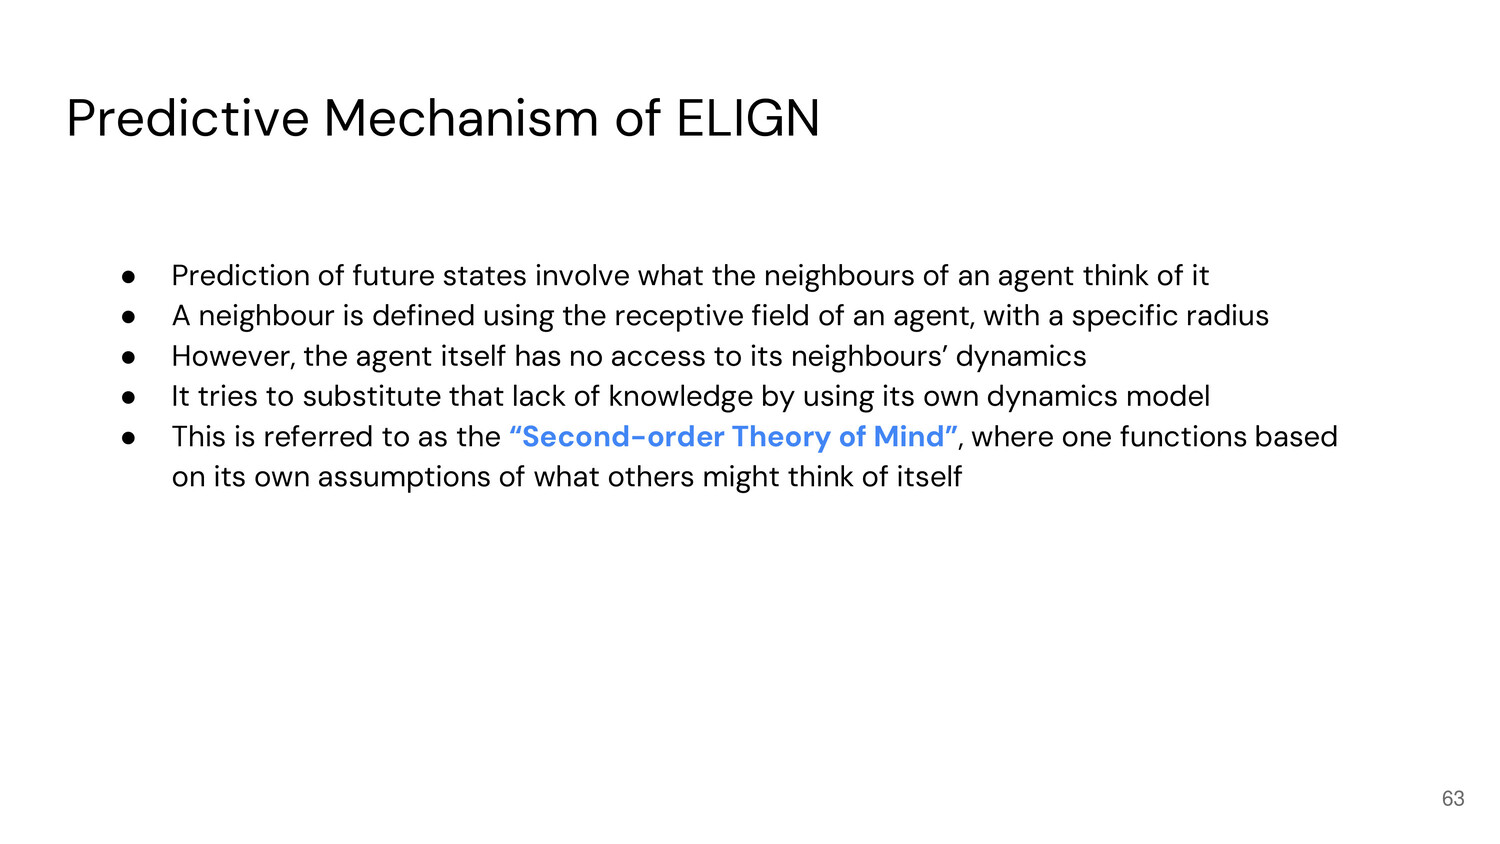 Predictive Mechanism of ELIGN
● Prediction of future states involve what the neighbours of an agent think of it
● A neighbour is defined using the receptive field of an agent, with a specific radius
● However, the agent itself has no access to its neighbours’ dynamics
● It tries to substitute that lack of knowledge by using its own dynamics model
● This is referred to as the “Second-order Theory of Mind”, where one functions based
on its own assumptions of what others might think of itself
63